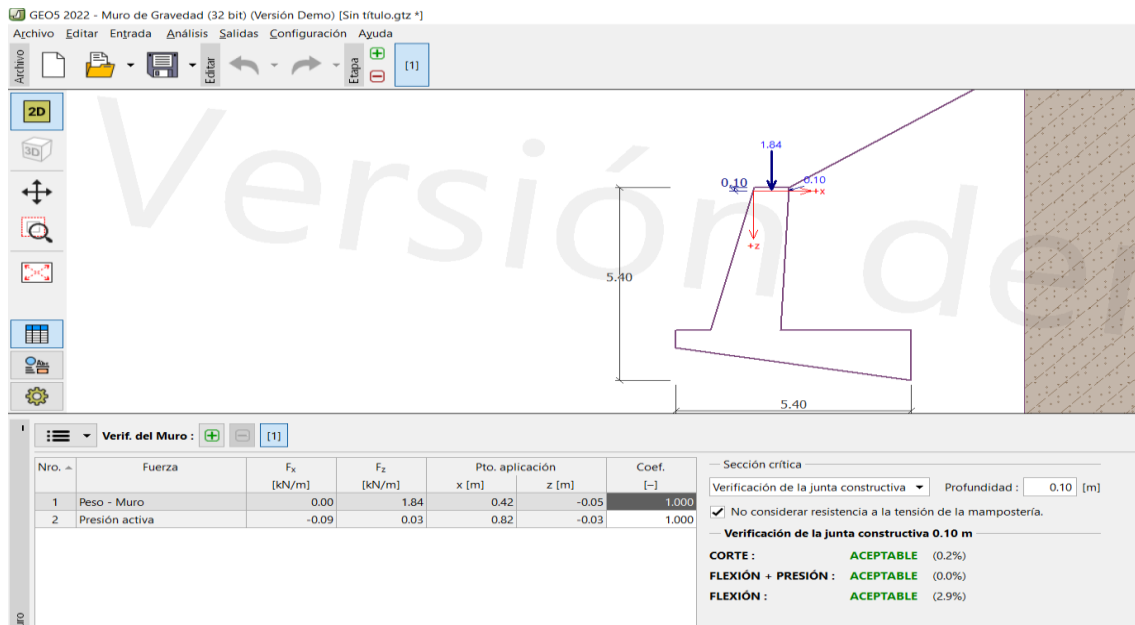 GEO5 2022 - Muro de Gravedad (32 bit) (Versión Demo) [Sin título.gtz *]
Archivo Editar Entrada Análisis Salidas Configuración Ayuda
Archivo
Editar
Etapa
[1]
2D
3D
Versión de
1.84
0.10
0.10
+x
+z
5.40
5.40
Verif. del Muro : [1]
Nro. Fuerza Fx Fz Pto. aplicación Coef.
[kN/m] [kN/m] x [m] z [m] [–]
1 Peso - Muro 0.00 1.84 0.42 -0.05 1.000
2 Presión activa -0.09 0.03 0.82 -0.03 1.000
Sección crítica
Verificación de la junta constructiva Profundidad : 0.10 [m]
No considerar resistencia a la tensión de la mampostería.
Verificación de la junta constructiva 0.10 m
CORTE : ACEPTABLE (0.2%)
FLEXIÓN + PRESIÓN : ACEPTABLE (0.0%)
FLEXIÓN : ACEPTABLE (2.9%)